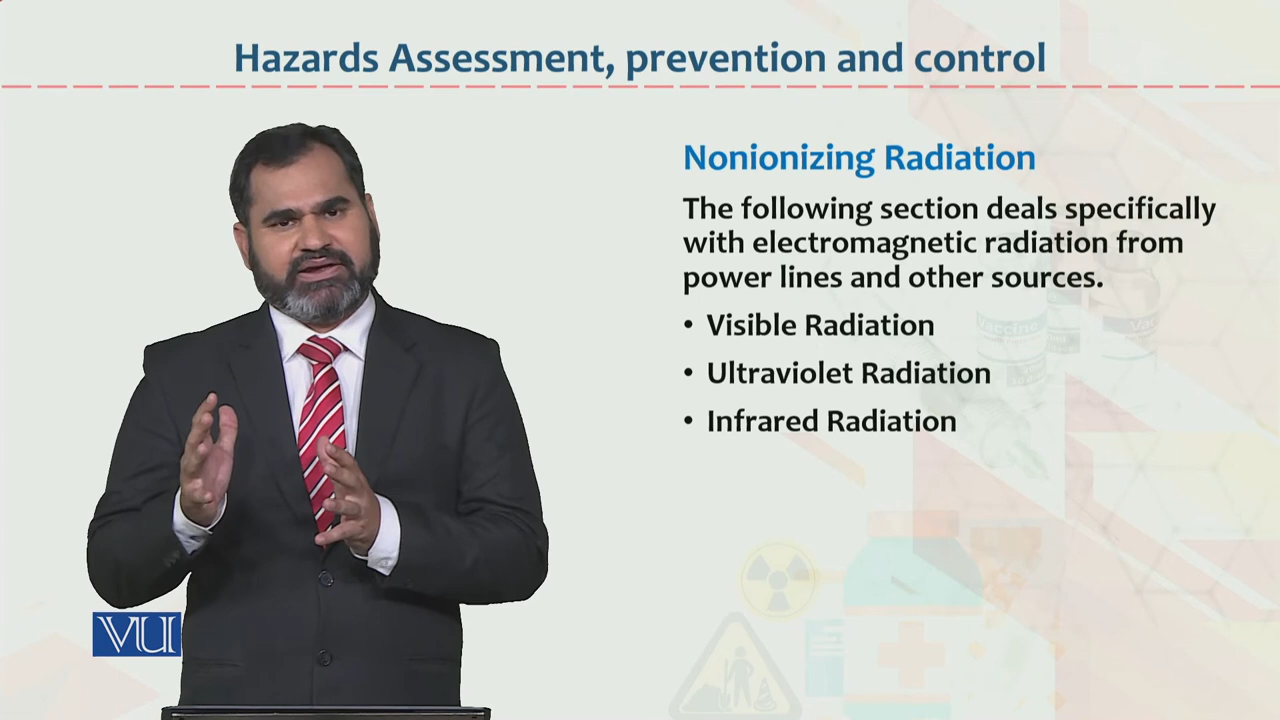 Hazards Assessment, prevention and control
Nonionizing Radiation
The following section deals specifically
with electromagnetic radiation from
power lines and other sources.
• Visible Radiation
• Ultraviolet Radiation
• Infrared Radiation
Vaccine
VU